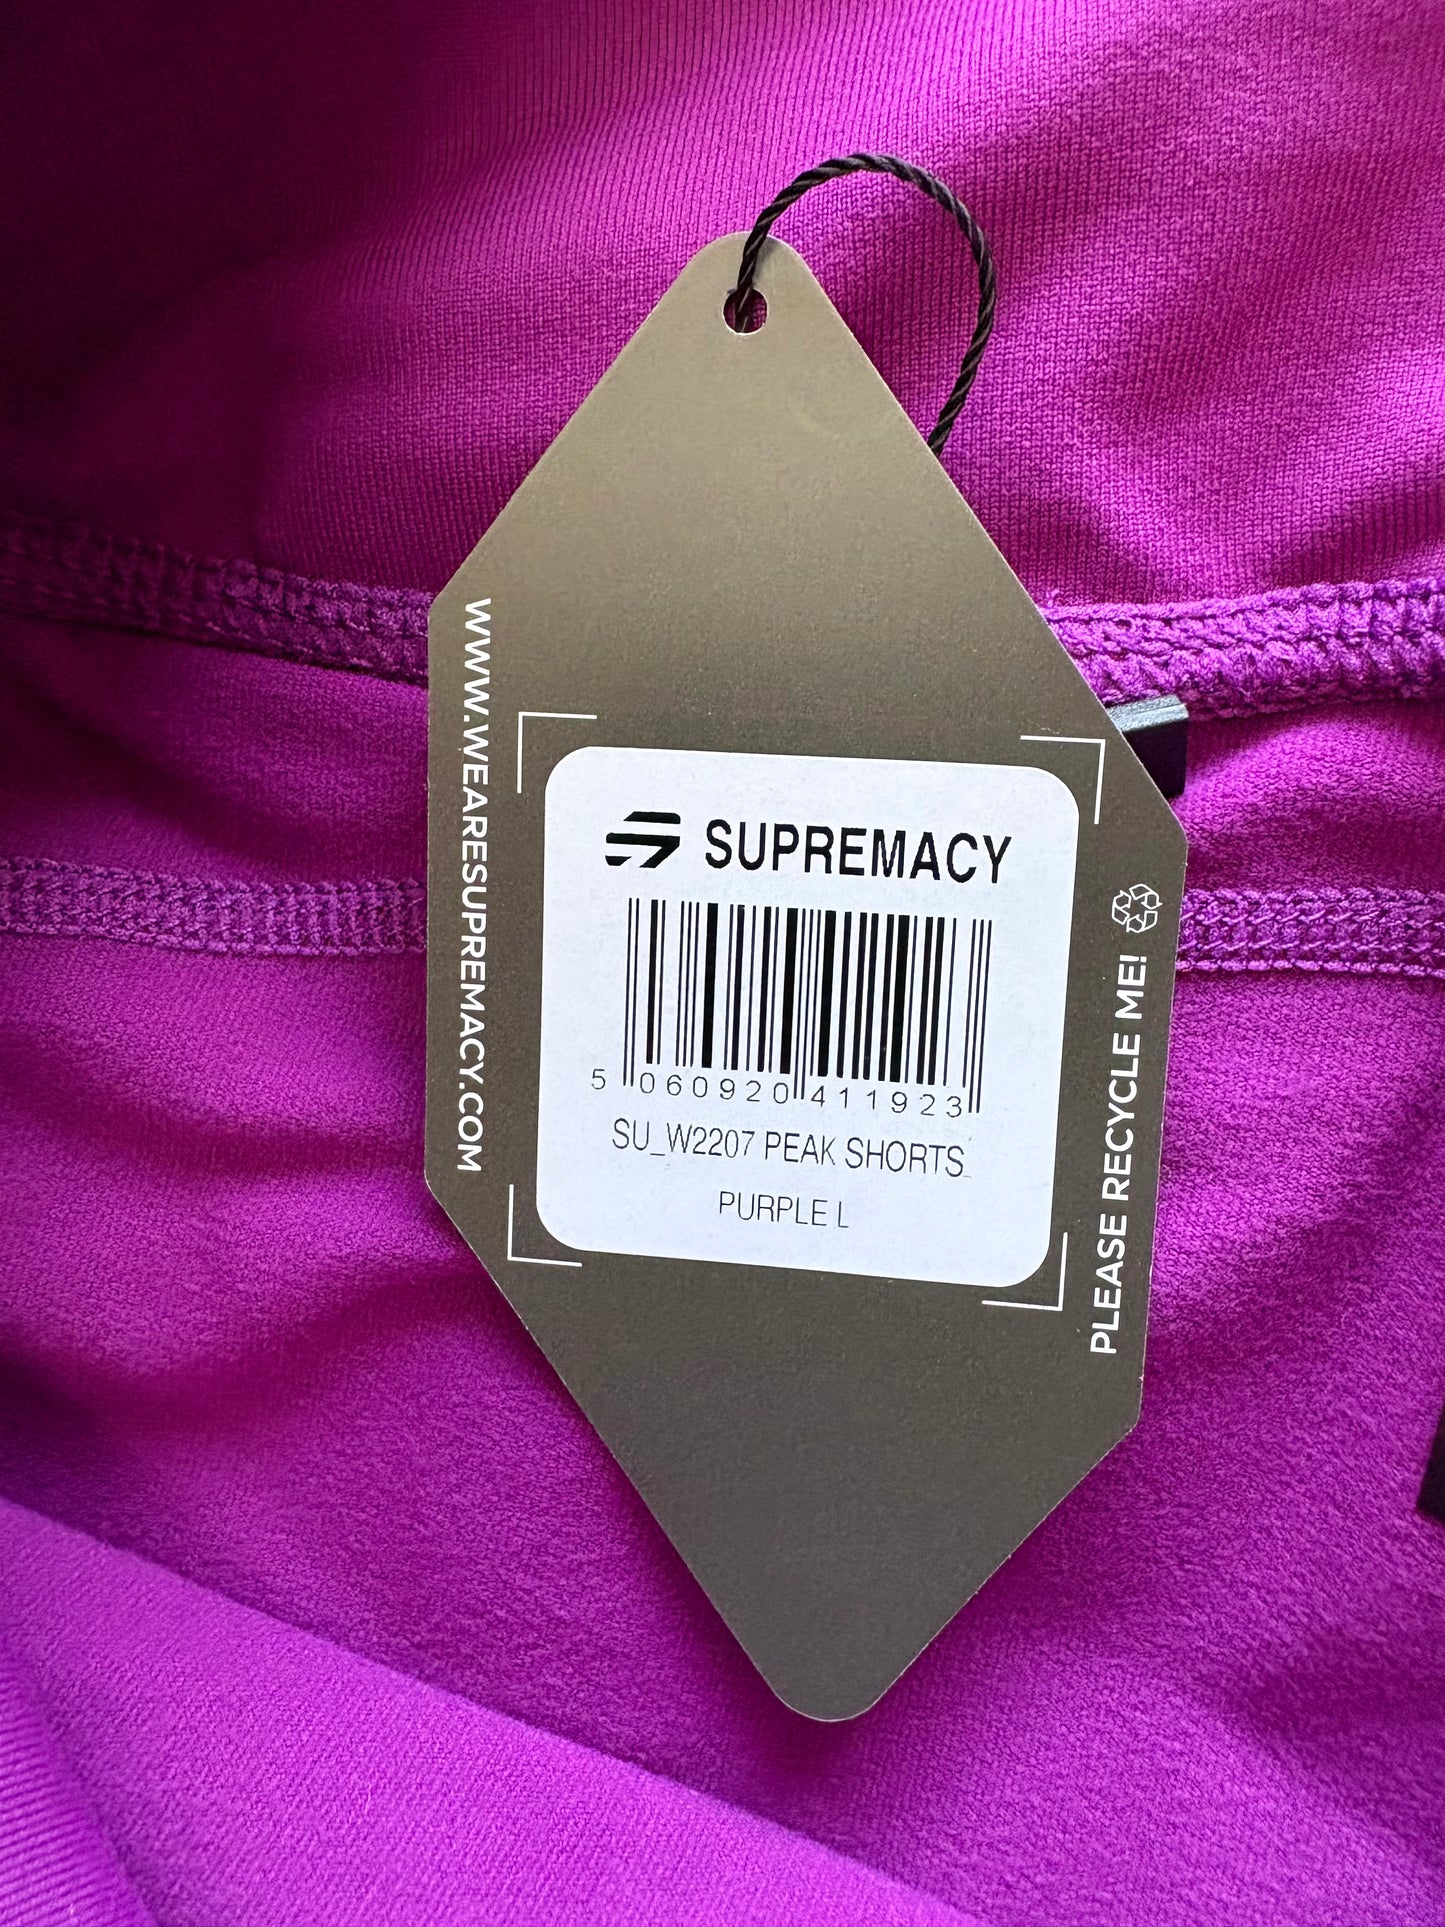 WWW.WEARESUPREMACY.COM
SUPREMACY
5 060920 411923
SU_W2207 PEAK SHORTS_
PURPLE L
PLEASE RECYCLE ME!